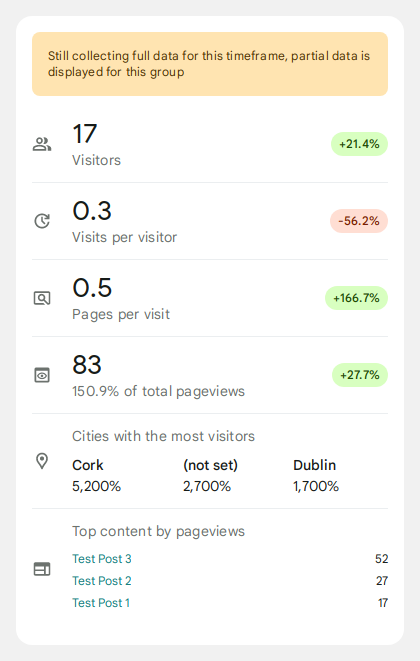 Still collecting full data for this timeframe, partial data is
displayed for this group
17
Visitors
+21.4%
0.3
Visits per visitor
-56.2%
0.5
Pages per visit
+166.7%
83
150.9% of total pageviews
+27.7%
Cities with the most visitors
Cork (not set) Dublin
5,200% 2,700% 1,700%
Top content by pageviews
Test Post 3 52
Test Post 2 27
Test Post 1 17